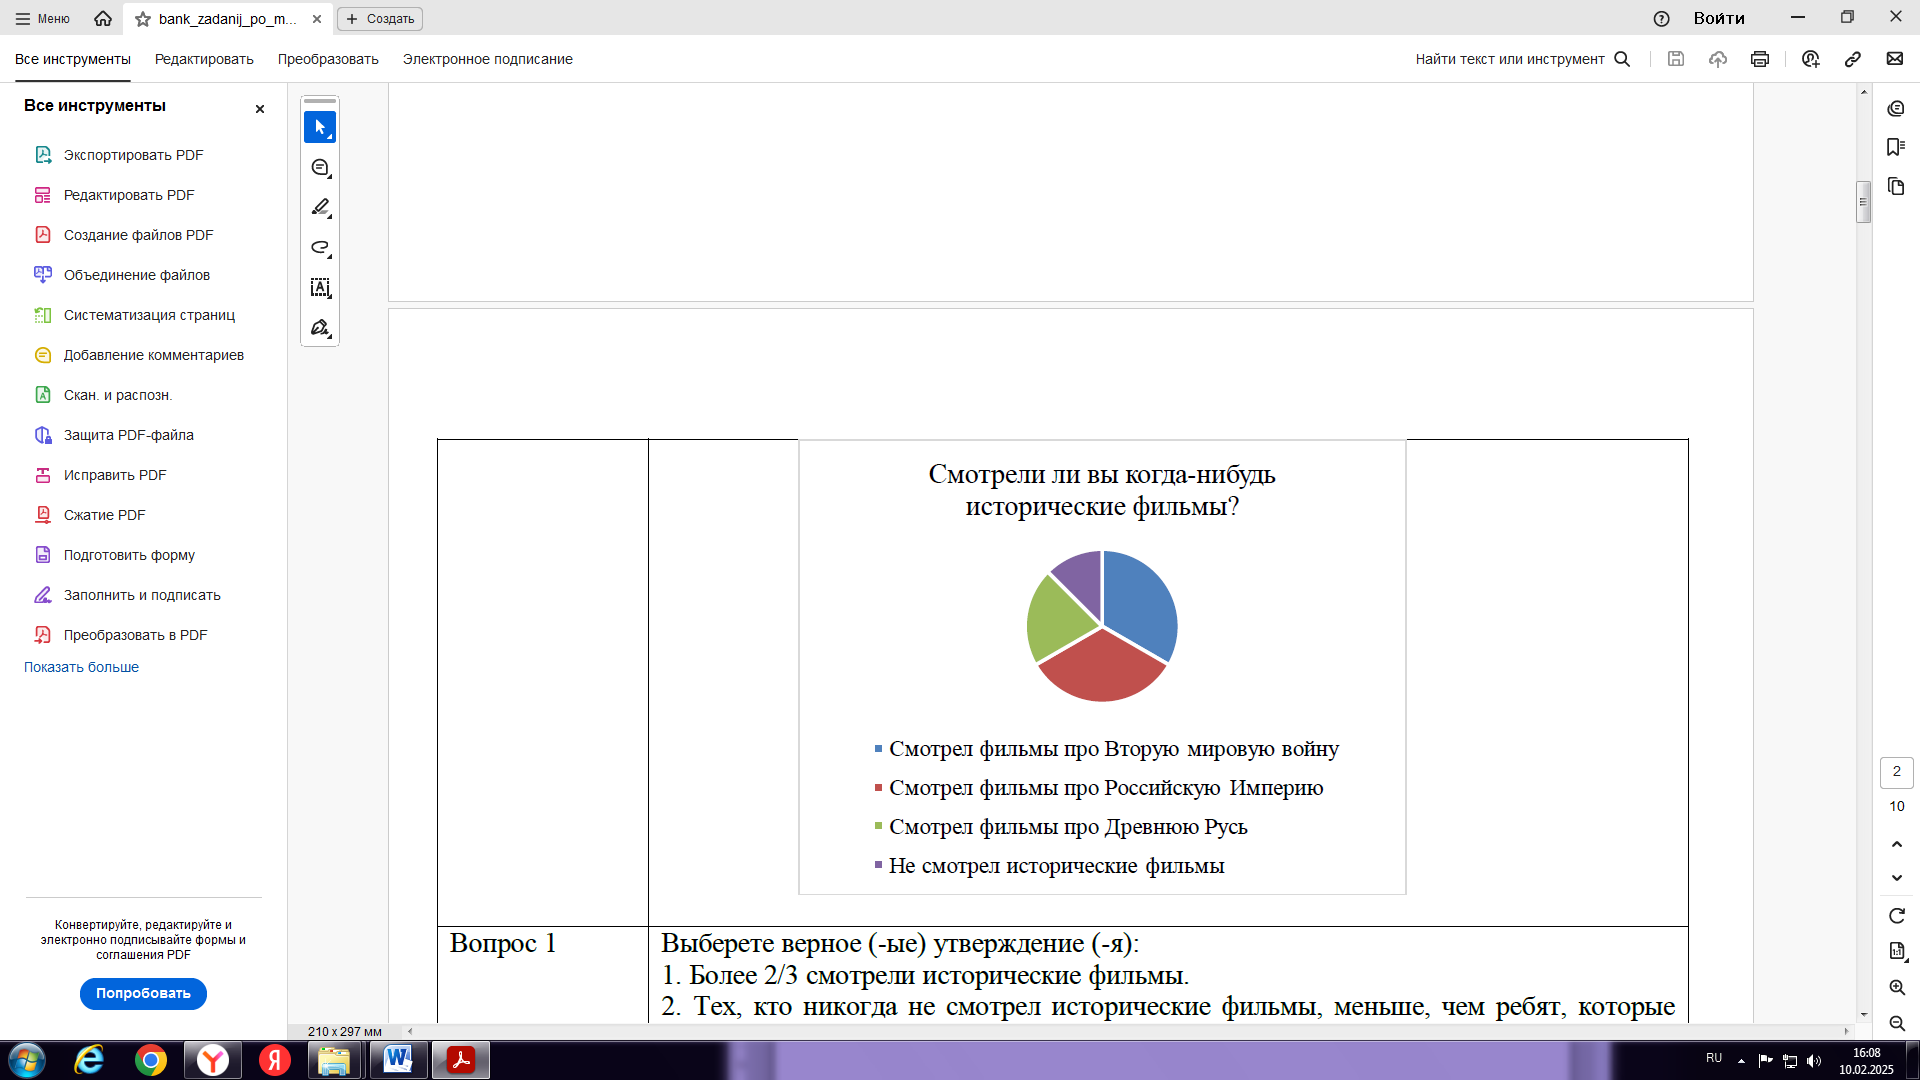 Меню
bank_zadanij_po_m...
Создать
Войти
Все инструменты
Редактировать
Преобразовать
Электронное подписание
Найти текст или инструмент
Все инструменты
Экспортировать PDF
Редактировать PDF
Создание файлов PDF
Объединение файлов
Систематизация страниц
Добавление комментариев
Скан. и распозн.
Защита PDF-файла
Исправить PDF
Сжатие PDF
Подготовить форму
Заполнить и подписать
Преобразовать в PDF
Показать больше
Конвертируйте, редактируйте и
электронно подписывайте формы и
соглашения PDF
Попробовать
Смотрели ли вы когда-нибудь
исторические фильмы?
Смотрел фильмы про Вторую мировую войну
Смотрел фильмы про Российскую Империю
Смотрел фильмы про Древнюю Русь
Не смотрел исторические фильмы
Вопрос 1
Выберете верное (-ые) утверждение (-я):
1. Более 2/3 смотрели исторические фильмы.
2. Тех, кто никогда не смотрел исторические фильмы, меньше, чем ребят, которые
2
10
210 x 297 мм
RU
16:08
10.02.2025